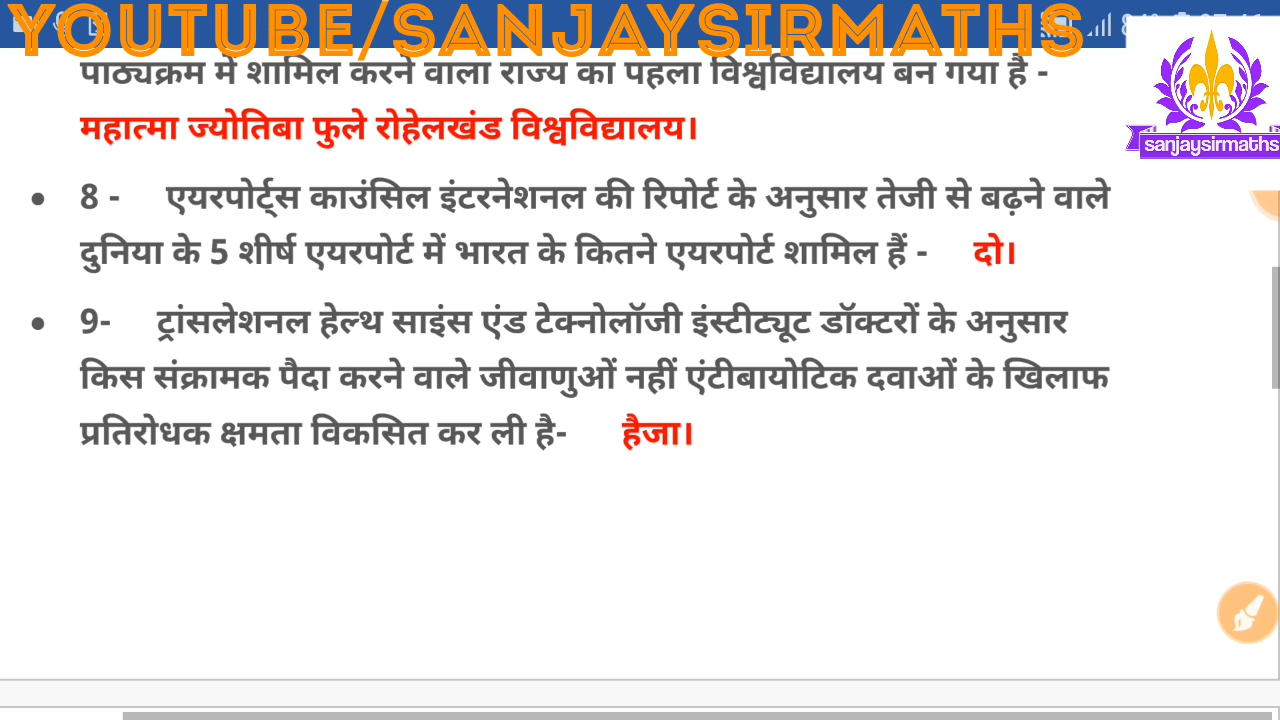 YOUTUBE/SANJAYSIRMATHS
पाठ्यक्रम में शामिल करने वाला राज्य का पहला विश्वविद्यालय बन गया है -
महात्मा ज्योतिबा फुले रोहेलखंड विश्वविद्यालय।
sanjaysirmaths
• 8 - एयरपोर्ट्स काउंसिल इंटरनेशनल की रिपोर्ट के अनुसार तेजी से बढ़ने वाले
दुनिया के 5 शीर्ष एयरपोर्ट में भारत के कितने एयरपोर्ट शामिल हैं - दो।
• 9- ट्रांसलेशनल हेल्थ साइंस एंड टेक्नोलॉजी इंस्टीट्यूट डॉक्टरों के अनुसार
किस संक्रामक पैदा करने वाले जीवाणुओं नहीं एंटीबायोटिक दवाओं के खिलाफ
प्रतिरोधक क्षमता विकसित कर ली है- हैजा।